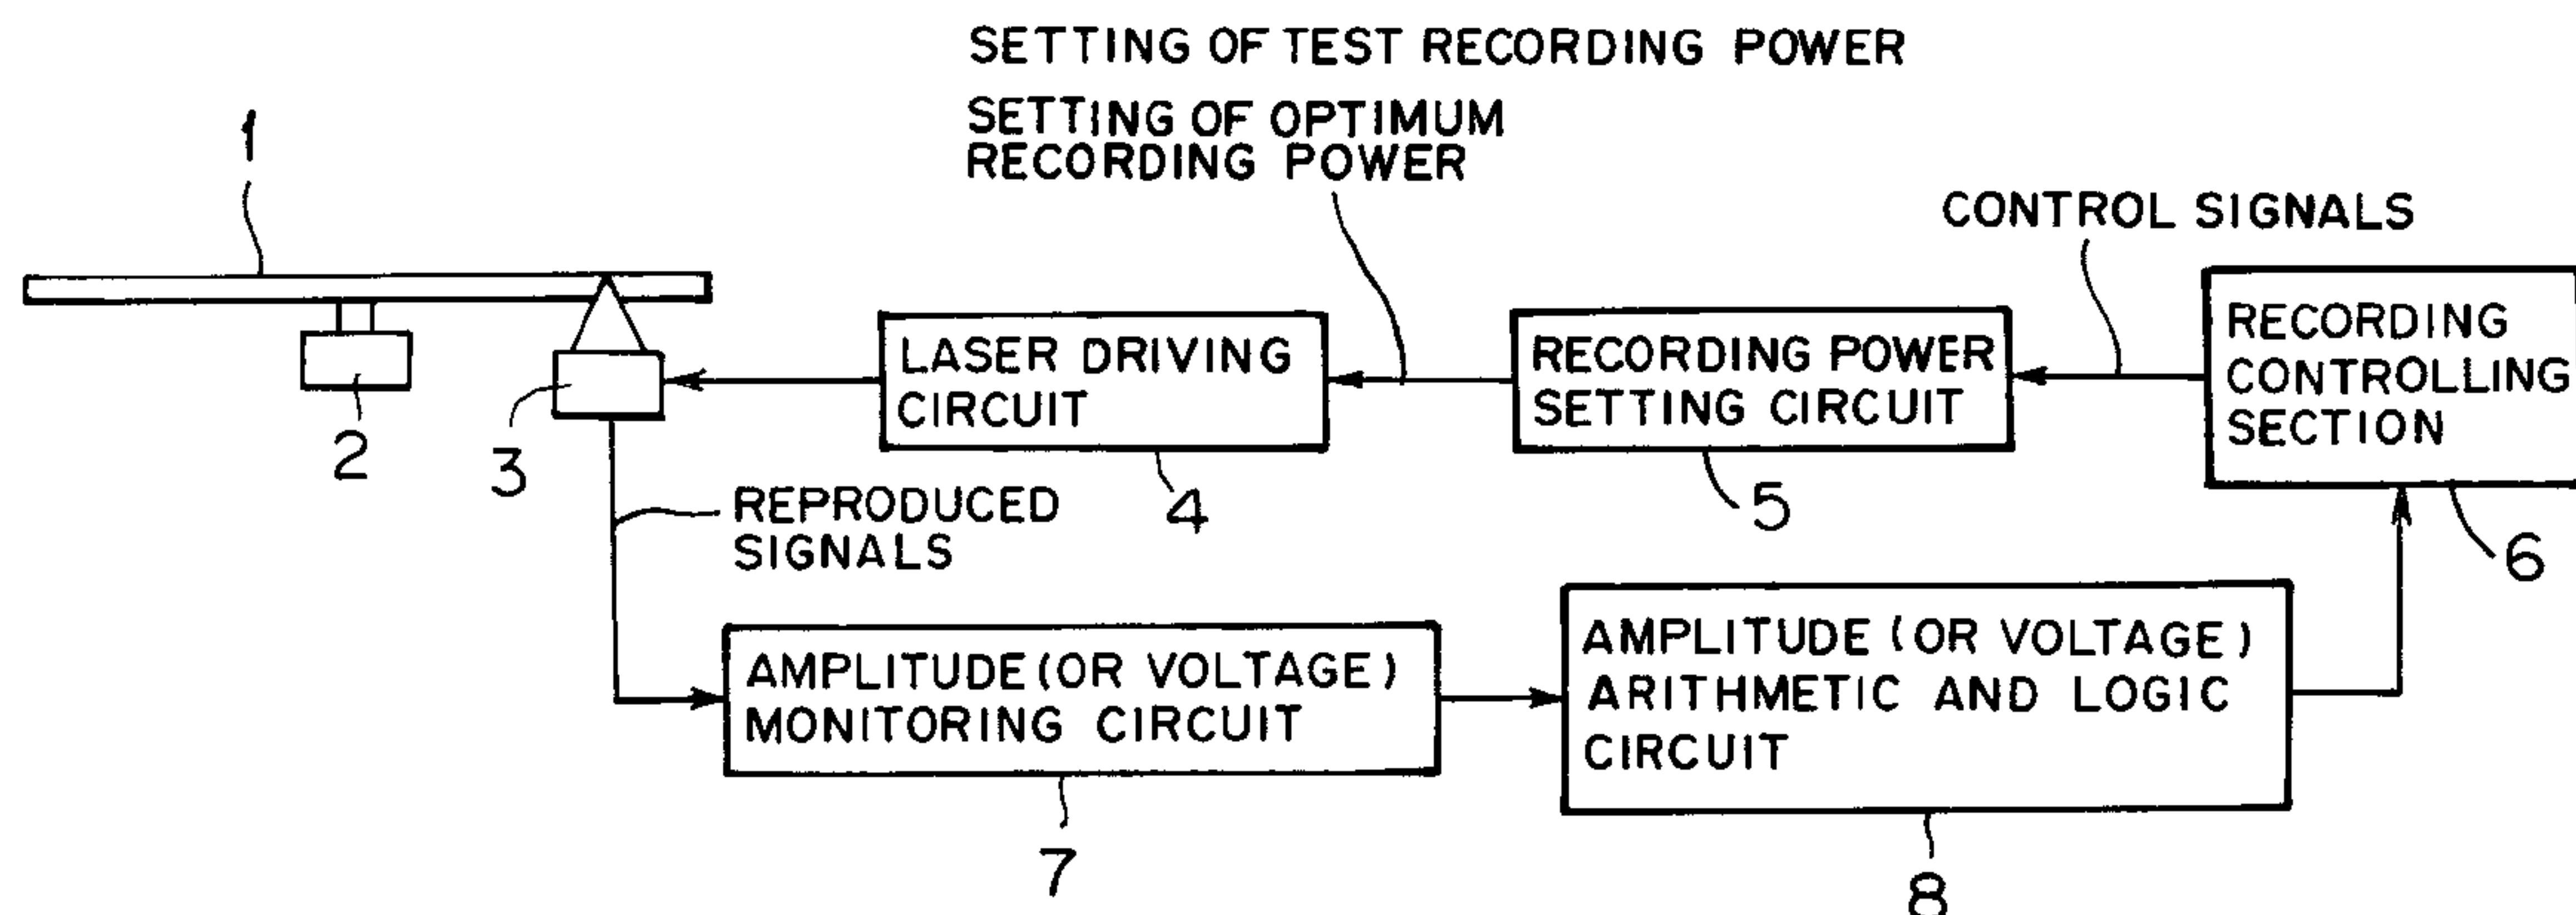 SETTING OF TEST RECORDING POWER
SETTING OF OPTIMUM
RECORDING POWER
1
CONTROL SIGNALS
LASER DRIVING
CIRCUIT
RECORDING POWER
SETTING CIRCUIT
RECORDING
CONTROLLING
SECTION
2
3
4
5
6
REPRODUCED
SIGNALS
AMPLITUDE (OR VOLTAGE)
MONITORING CIRCUIT
AMPLITUDE (OR VOLTAGE)
ARITHMETIC AND LOGIC
CIRCUIT
7
8